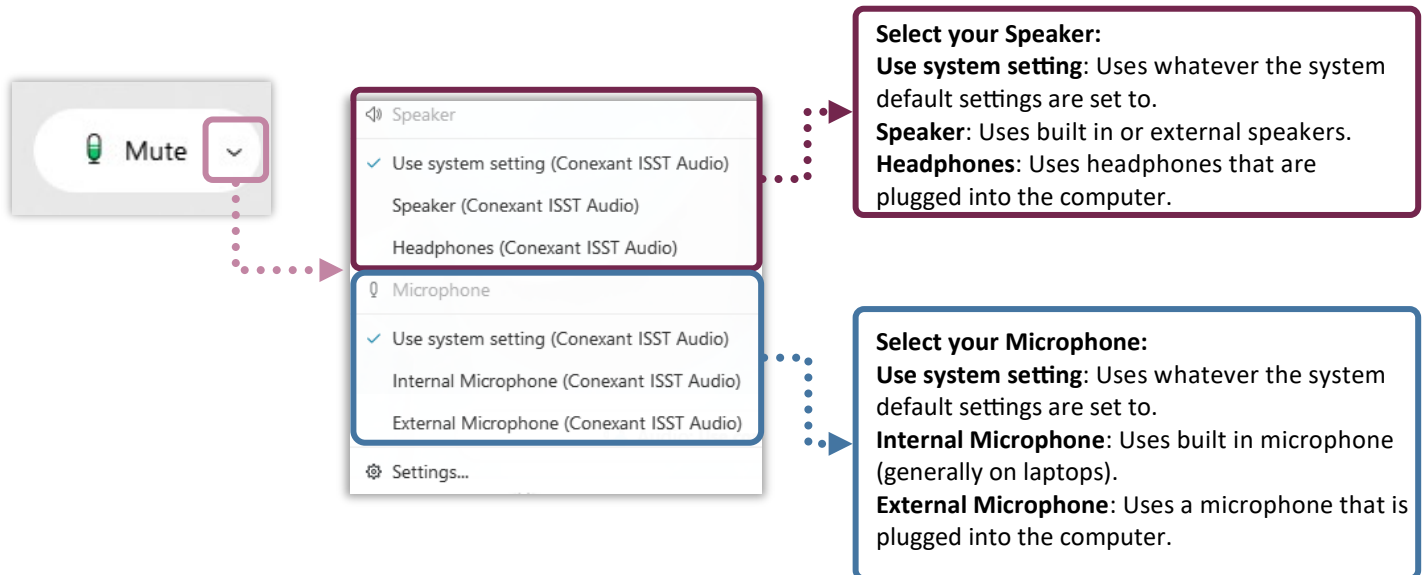 Mute
Speaker
Use system setting (Conexant ISST Audio)
Speaker (Conexant ISST Audio)
Headphones (Conexant ISST Audio)
Microphone
Use system setting (Conexant ISST Audio)
Internal Microphone (Conexant ISST Audio)
External Microphone (Conexant ISST Audio)
Settings...
Select your Speaker:
Use system setting: Uses whatever the system
default settings are set to.
Speaker: Uses built in or external speakers.
Headphones: Uses headphones that are
plugged into the computer.
Select your Microphone:
Use system setting: Uses whatever the system
default settings are set to.
Internal Microphone: Uses built in microphone
(generally on laptops).
External Microphone: Uses a microphone that is
plugged into the computer.